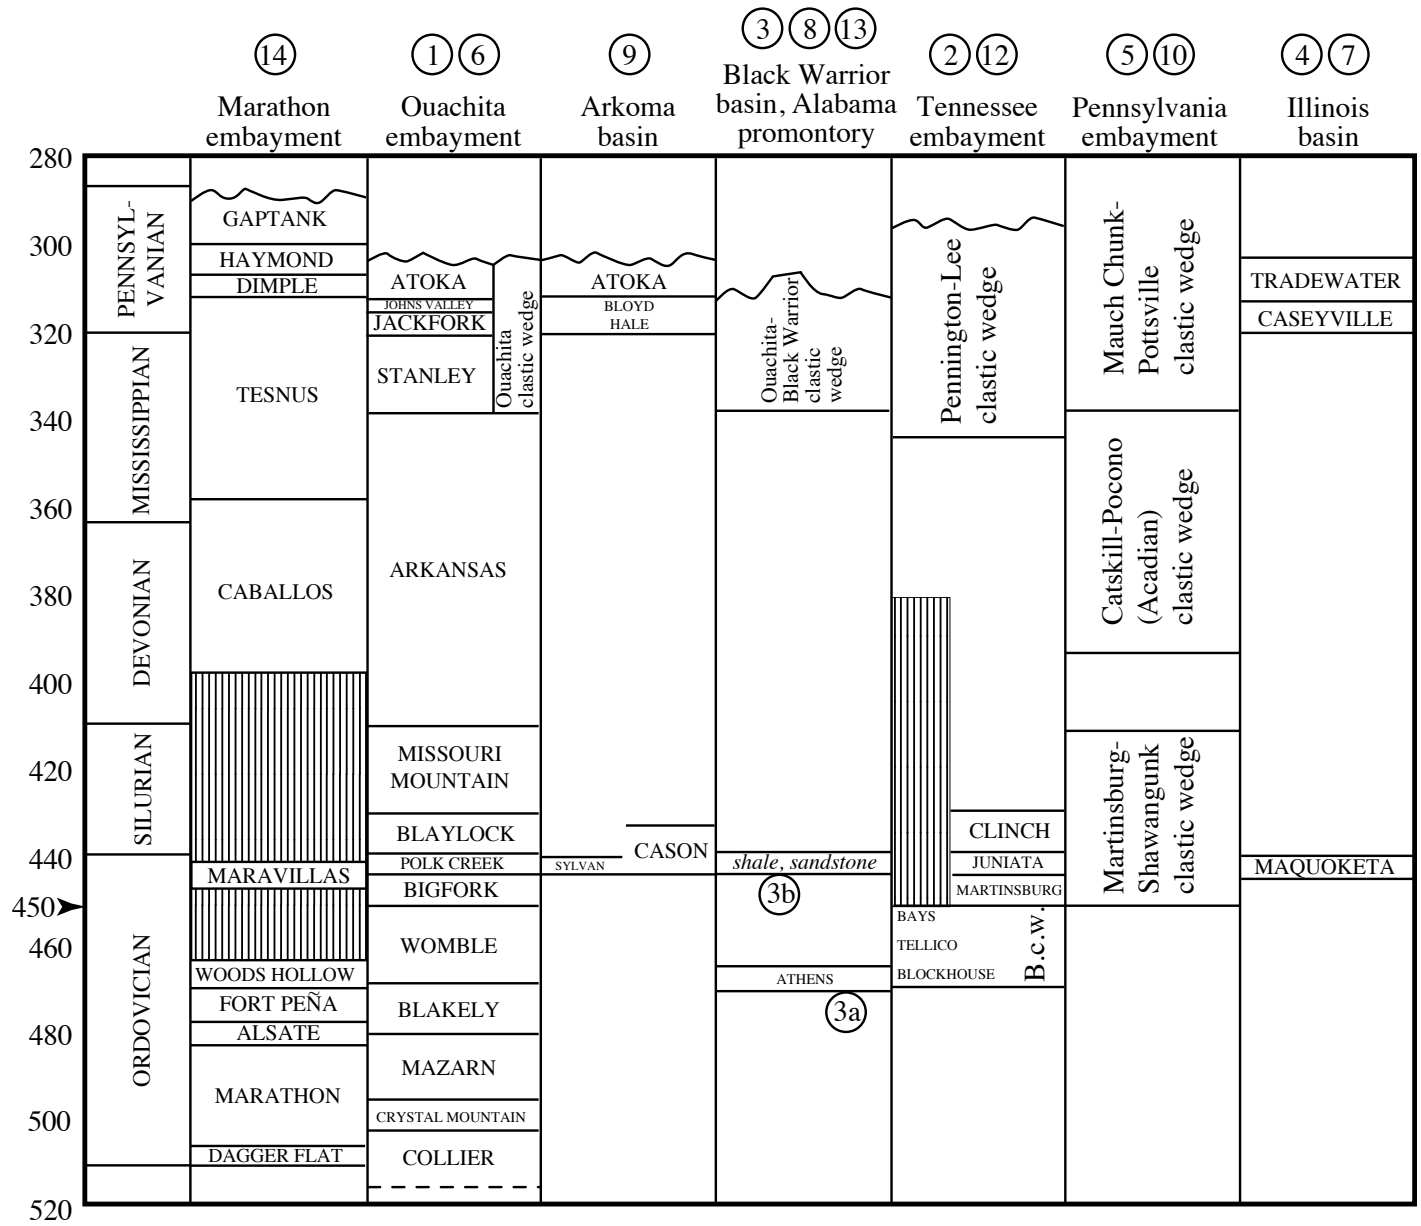 14
1 6
9
3 8 13
2 12
5 10
4 7
Marathon
embayment
Ouachita
embayment
Arkoma
basin
Black Warrior
basin, Alabama
promontory
Tennessee
embayment
Pennsylvania
embayment
Illinois
basin
280
300
320
340
360
380
400
420
440
450
460
480
500
520
PENNSYL-
VANIAN
MISSISSIPPIAN
DEVONIAN
SILURIAN
ORDOVICIAN
GAPTANK
HAYMOND
DIMPLE
TESNUS
CABALLOS
MARAVILLAS
WOODS HOLLOW
FORT PEÑA
ALSATE
MARATHON
DAGGER FLAT
ATOKA
JOHNS VALLEY
JACKFORK
STANLEY
Ouachita
clastic wedge
ARKANSAS
MISSOURI
MOUNTAIN
BLAYLOCK
POLK CREEK
BIGFORK
WOMBLE
BLAKELY
MAZARN
CRYSTAL MOUNTAIN
COLLIER
ATOKA
BLOYD
HALE
CASON
SYLVAN
Ouachita-
Black Warrior
clastic
wedge
shale, sandstone
3b
ATHENS
3a
Pennington-Lee
clastic wedge
CLINCH
JUNIATA
MARTINSBURG
BAYS
TELLICO
BLOCKHOUSE
B.c.w.
Mauch Chunk-
Pottsville
clastic wedge
Catskill-Pocono
(Acadian)
clastic wedge
Martinsburg-
Shawangunk
clastic wedge
TRADEWATER
CASEYVILLE
MAQUOKETA